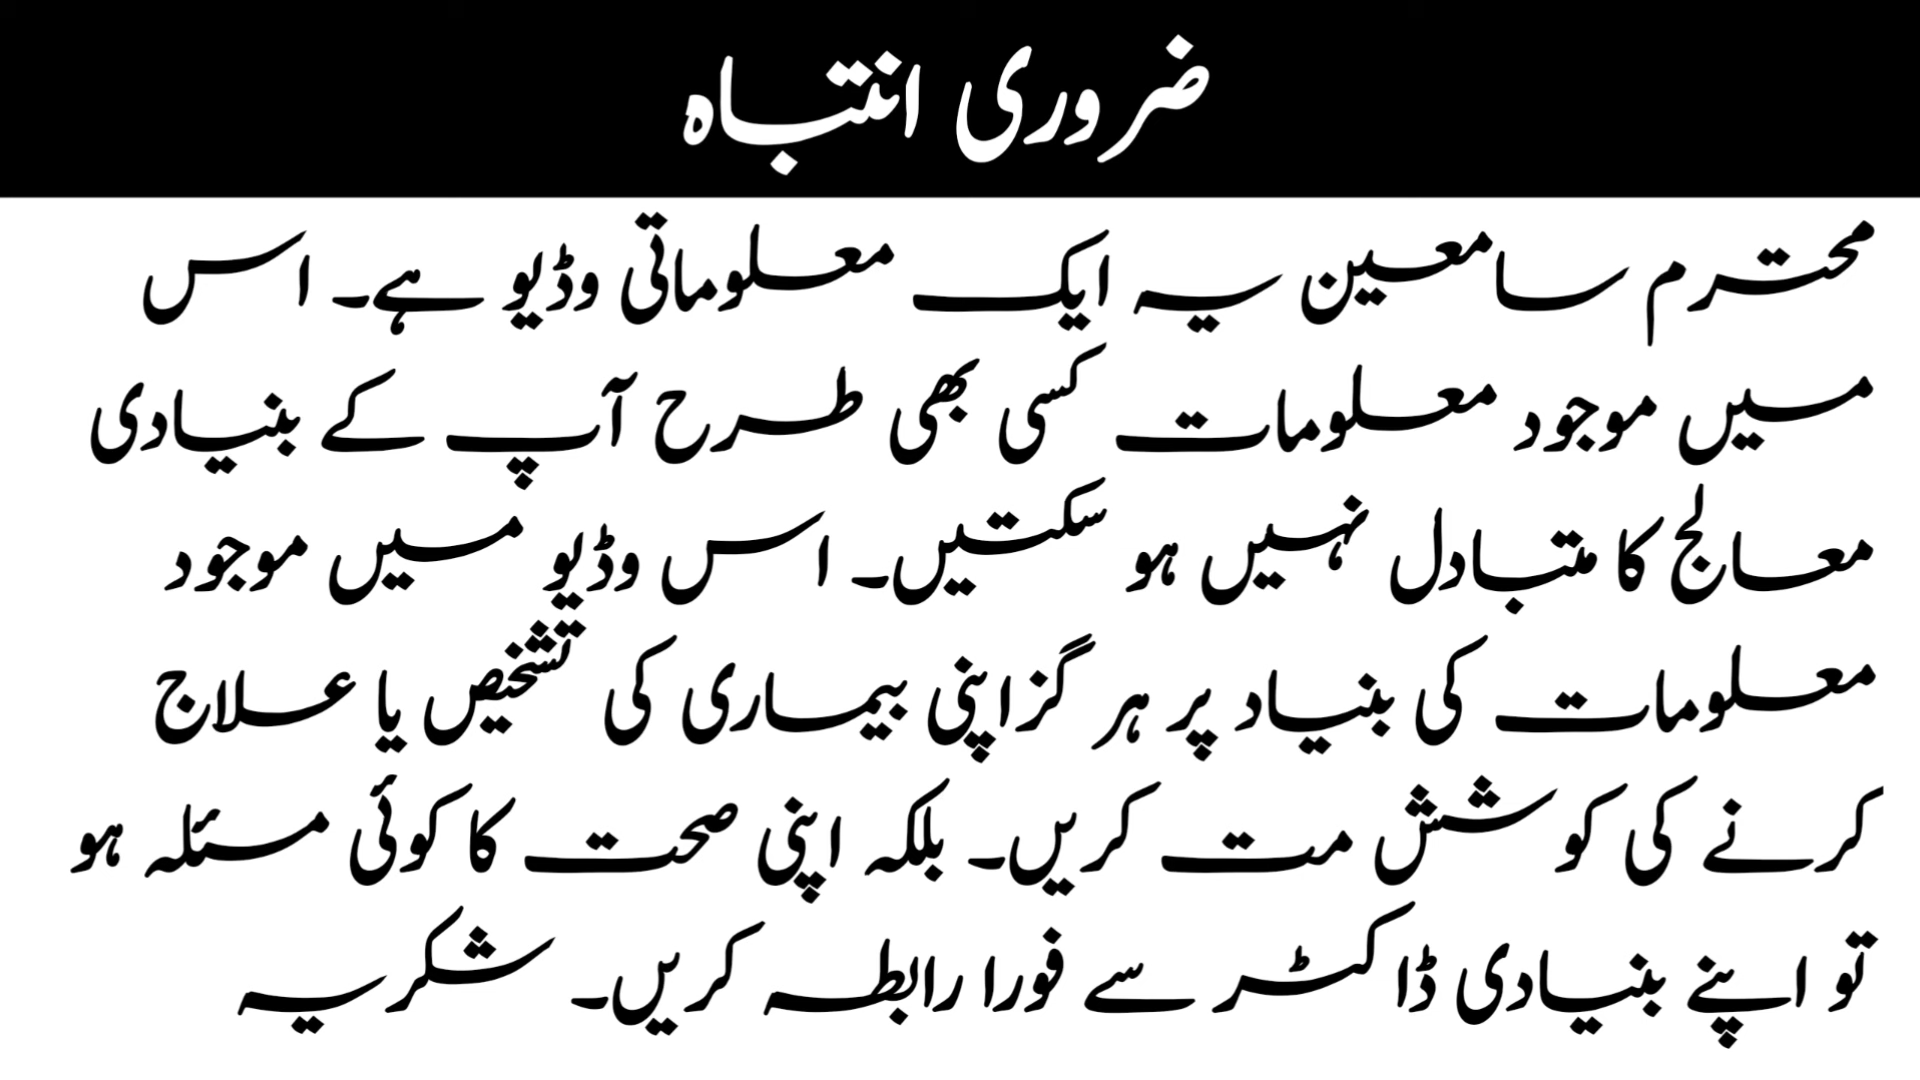 ضروری انتباہ
محترم سامعین یہ ایک معلوماتی وڈیو ہے۔ اس
میں موجود معلومات کسی بھی طرح آپ کے بنیادی
معالج کا متبادل نہیں ہو سکتیں۔ اس وڈیو میں موجود
معلومات کی بنیاد پر ہر گز اپنی بیماری کی تشخیص یا علاج
کرنے کی کوشش مت کریں۔ بلکہ اپنی صحت کا کوئی مسئلہ ہو
تو اپنے بنیادی ڈاکٹر سے فورا رابطہ کریں۔ شکریہ